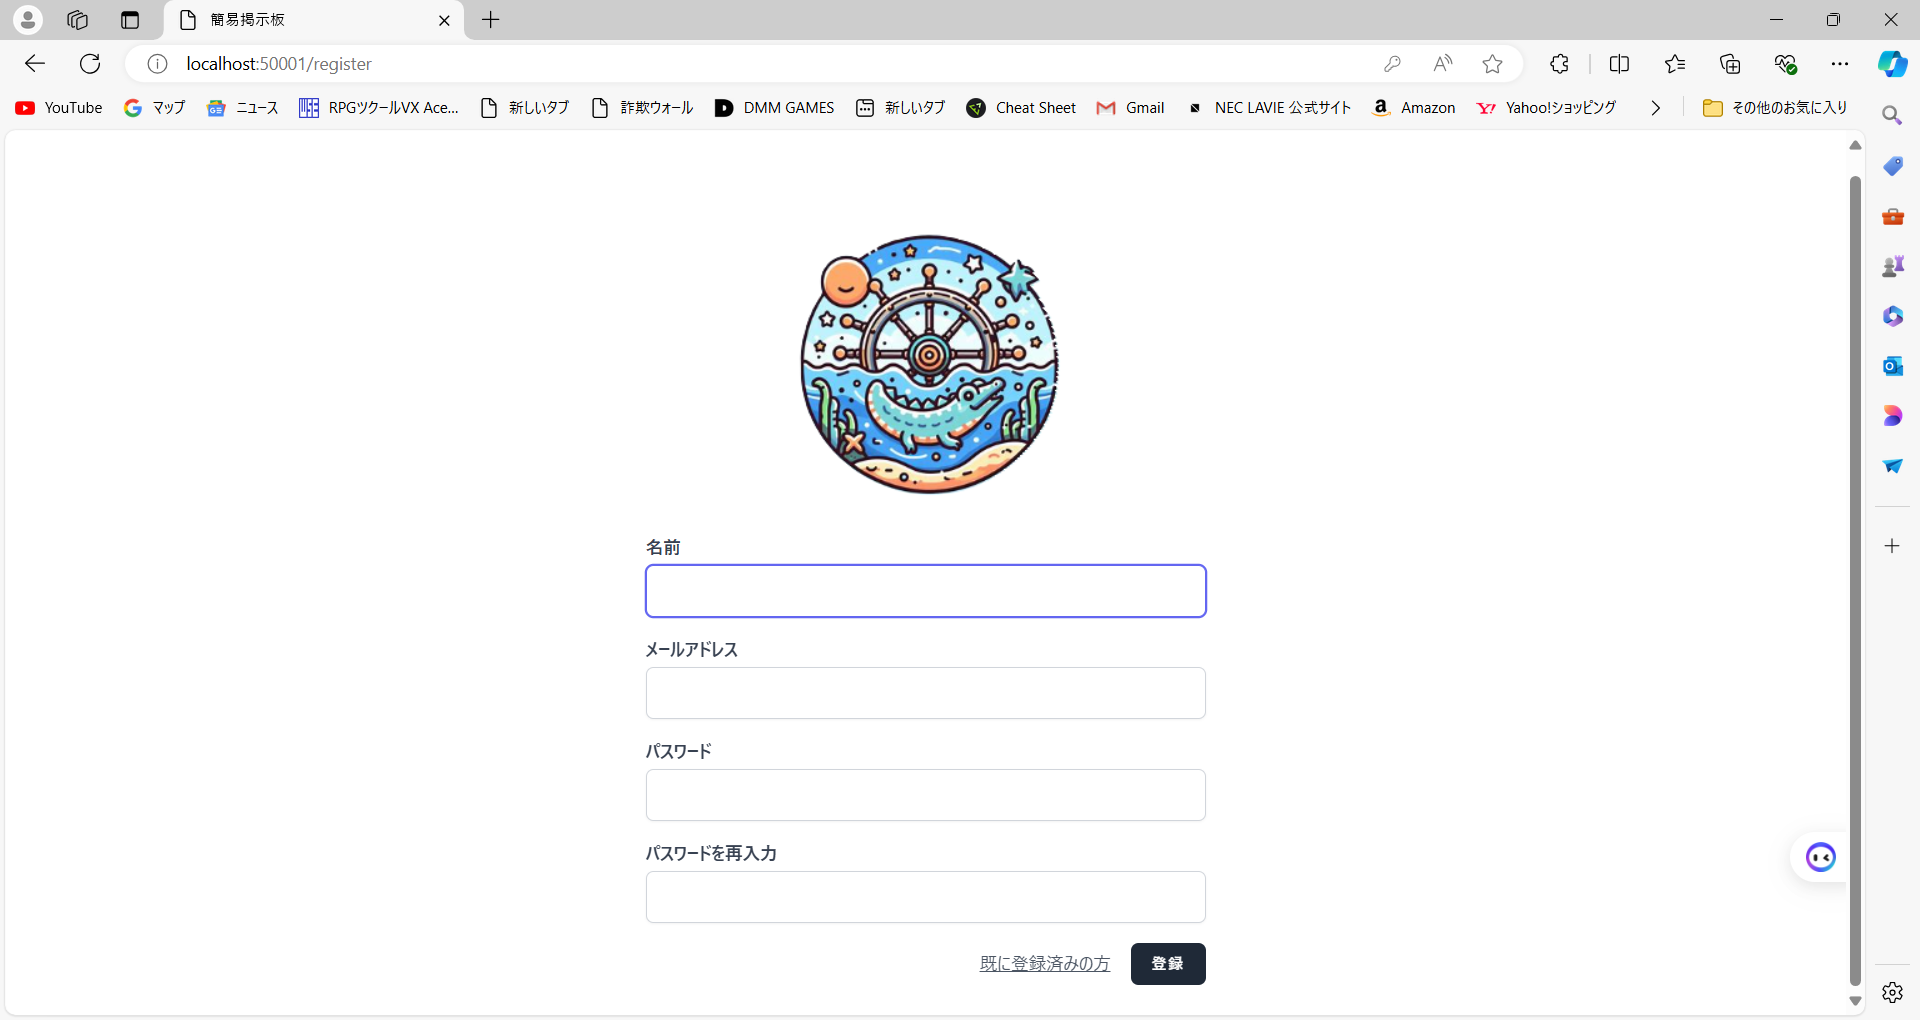 簡易掲示板
localhost:50001/register
YouTube
マップ
ニュース
RPGツクールVX Ace...
新しいタブ
詐欺ウォール
DMM GAMES
新しいタブ
Cheat Sheet
Gmail
NEC LAVIE 公式サイト
Amazon
Yahoo!ショッピング
その他のお気に入り
名前
メールアドレス
パスワード
パスワードを再入力
既に登録済みの方
登録